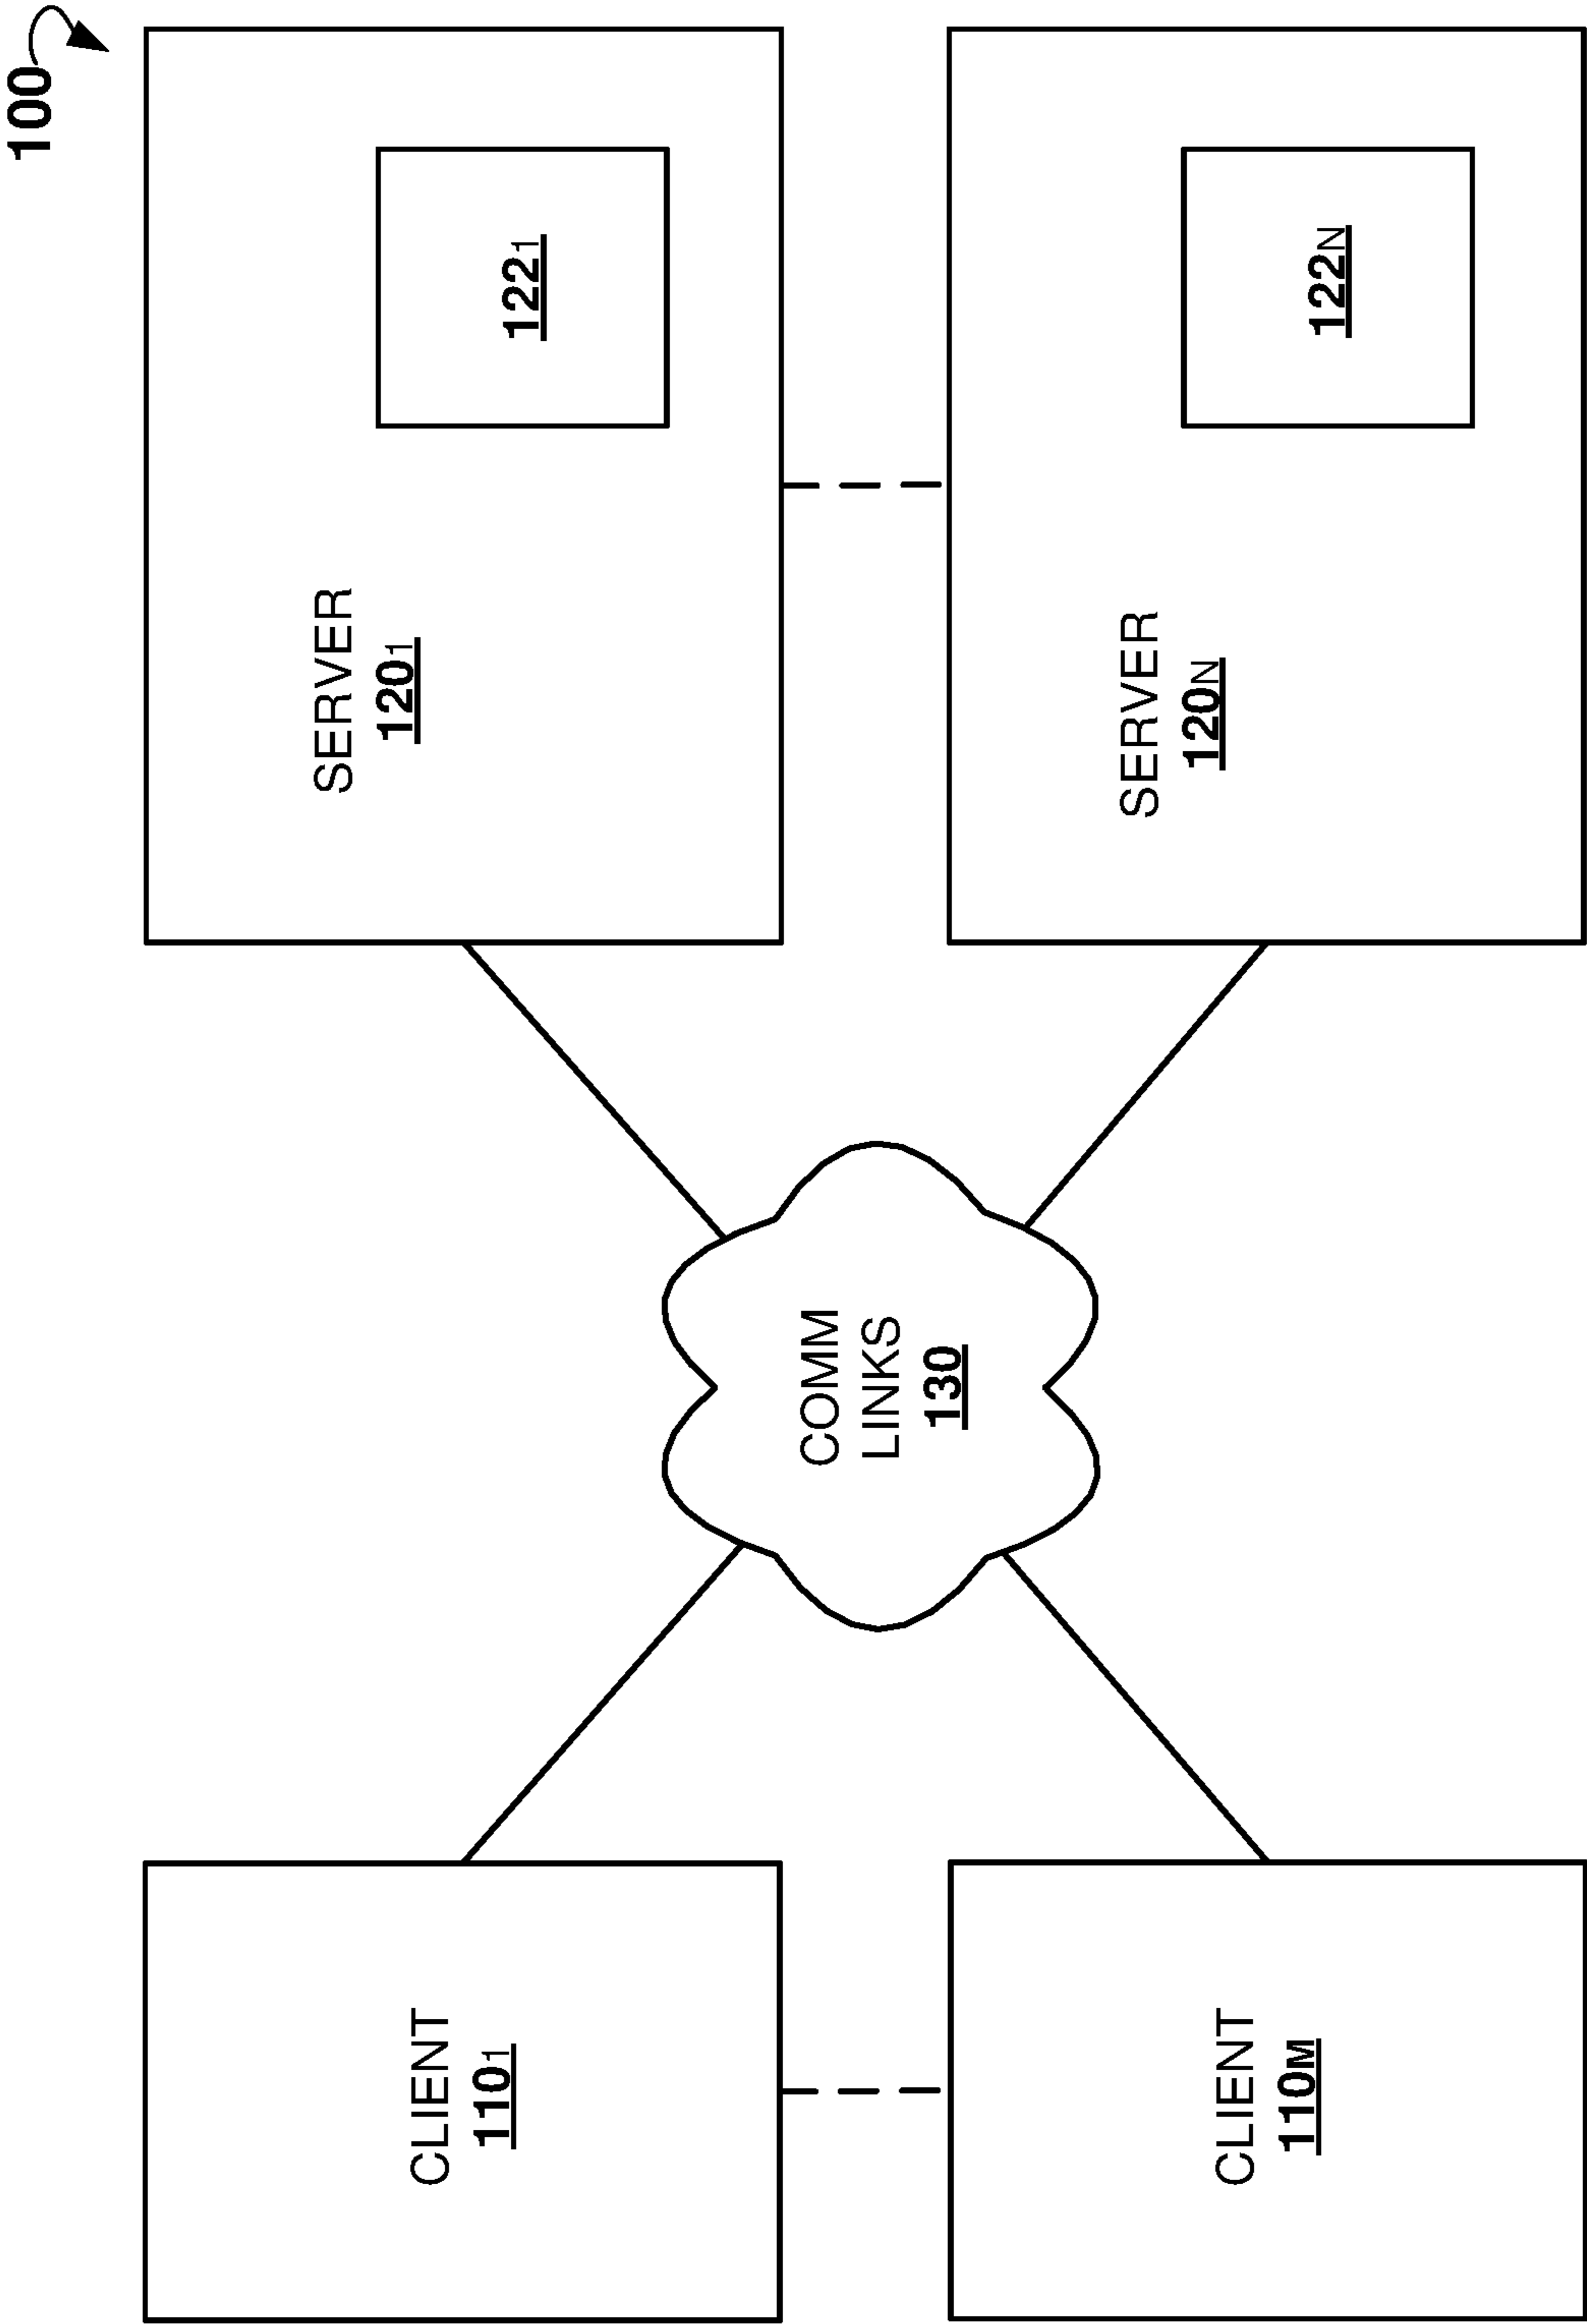 100
CLIENT
110₁
CLIENT
110M
COMM
LINKS
130
SERVER
120₁
122₁
SERVER
120N
122N